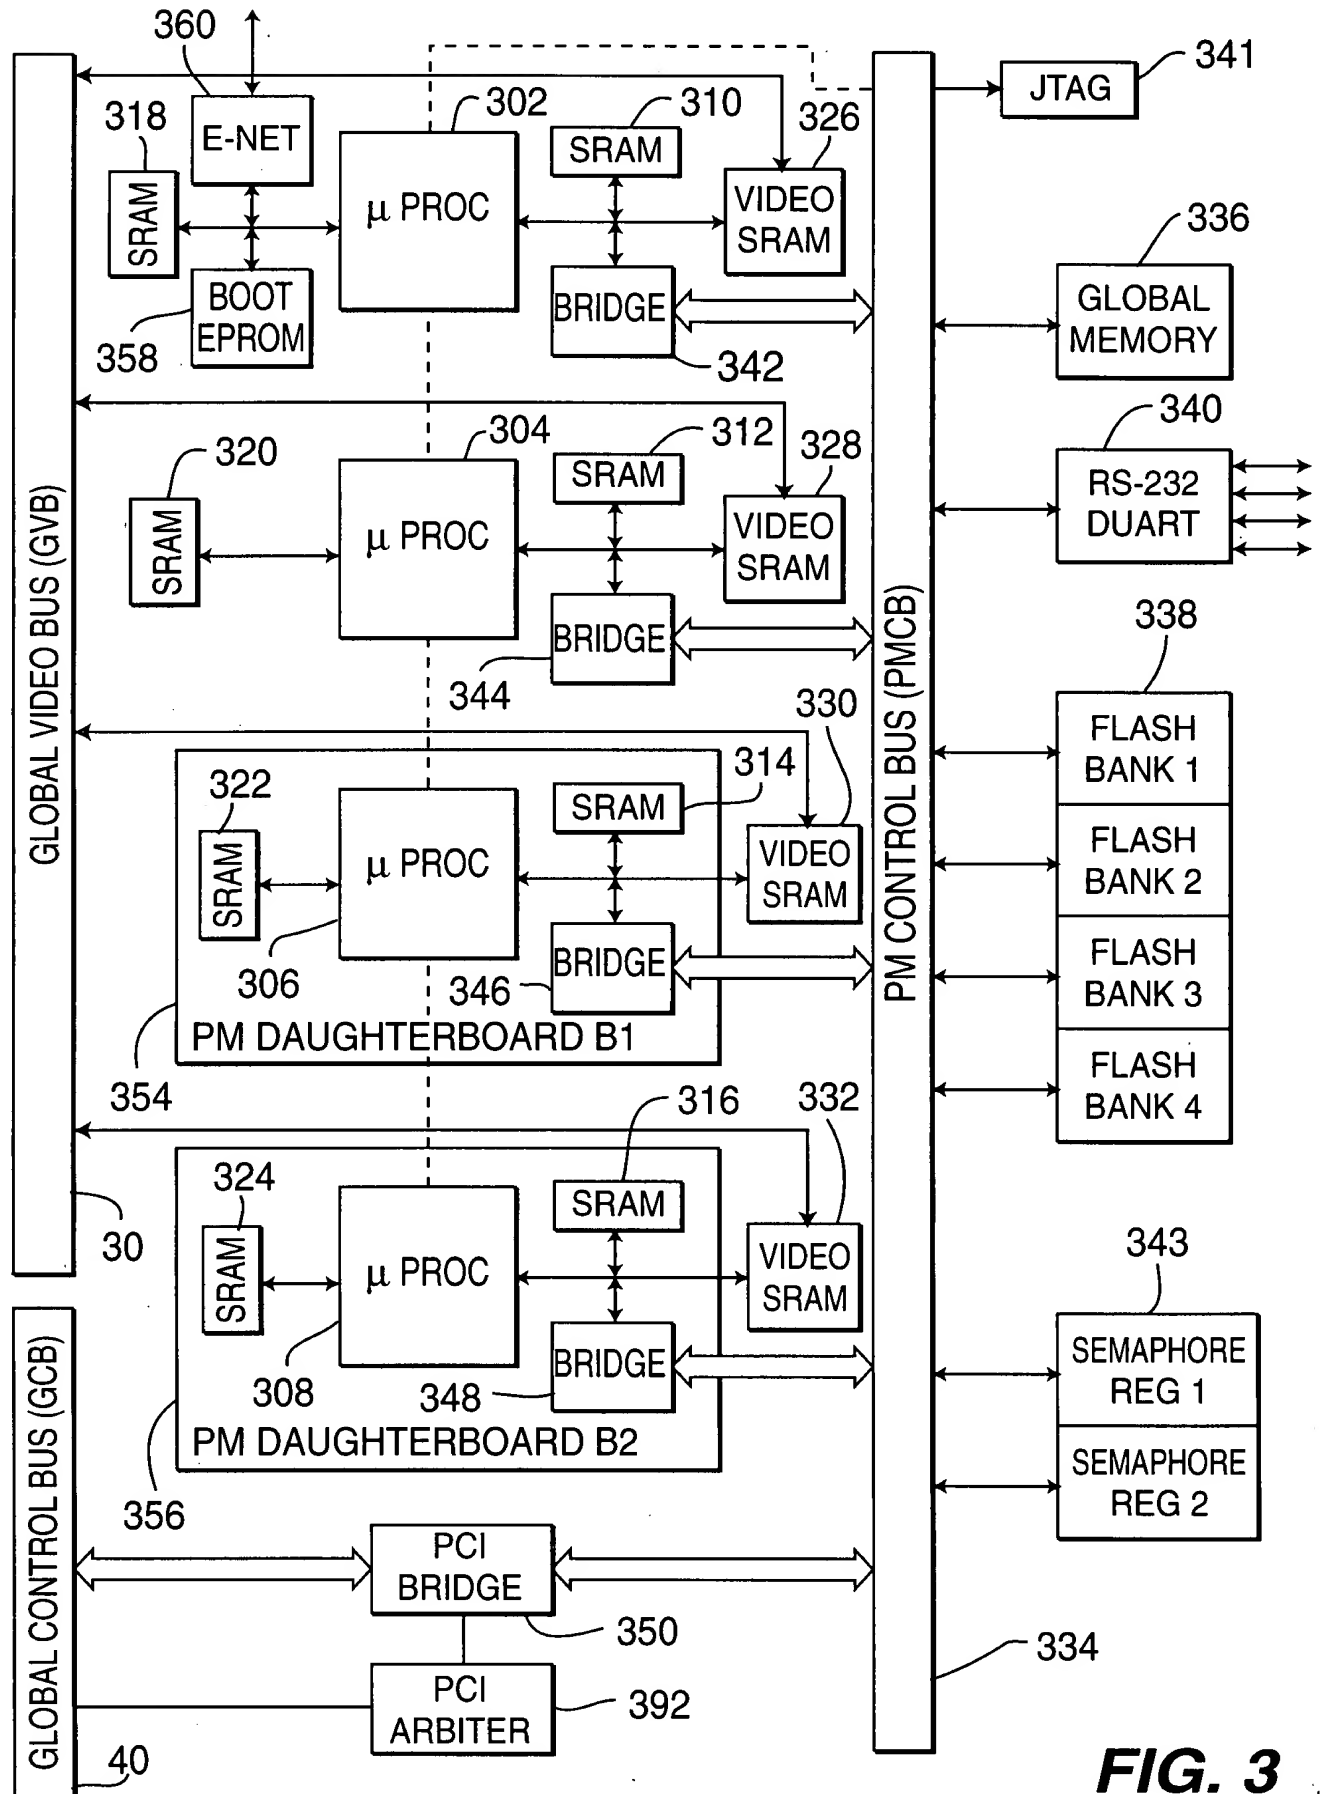 360
341
JTAG
302
310
326
318
E-NET
SRAM
SRAM
μ PROC
VIDEO
SRAM
336
GLOBAL
MEMORY
BOOT
EPROM
BRIDGE
358
342
340
304
312
328
320
SRAM
RS-232
DUART
SRAM
μ PROC
VIDEO
SRAM
GLOBAL VIDEO BUS (GVB)
PM CONTROL BUS (PMCB)
BRIDGE
338
344
330
314
FLASH
BANK 1
322
SRAM
SRAM
μ PROC
VIDEO
SRAM
FLASH
BANK 2
306
346
BRIDGE
FLASH
BANK 3
PM DAUGHTERBOARD B1
354
316
332
FLASH
BANK 4
324
SRAM
30
SRAM
μ PROC
VIDEO
SRAM
343
308
348
BRIDGE
SEMAPHORE
REG 1
PM DAUGHTERBOARD B2
SEMAPHORE
REG 2
356
GLOBAL CONTROL BUS (GCB)
PCI
BRIDGE
350
334
PCI
ARBITER
392
40
FIG. 3